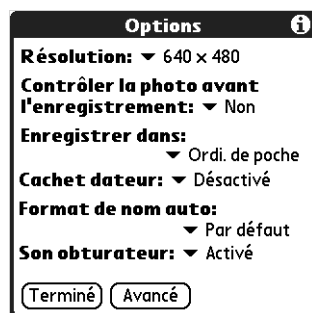 Options
Résolution: 640 x 480
Contrôler la photo avant
l'enregistrement: Non
Enregistrer dans:
Ordi. de poche
Cachet dateur: Désactivé
Format de nom auto:
Par défaut
Son obturateur: Activé
Terminé Avancé